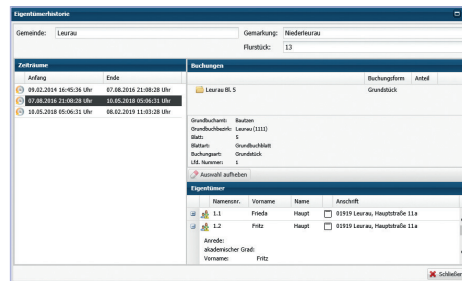 Eigentümerhistorie
Gemeinde: Leurau Gemarkung: Niederleurau
Flurstück: 13
Zeiträume
Anfang Ende
09.02.2014 16:45:36 Uhr 07.08.2016 21:08:28 Uhr
07.08.2016 21:08:28 Uhr 10.05.2018 05:06:31 Uhr
10.05.2018 05:06:31 Uhr 08.02.2019 11:03:28 Uhr
Buchungen
Buchungsform Anteil
Leurau Bl. 5 Grundstück
Grundbuchamt: Bautzen
Grundbuchbezirk: Leurau (1111)
Blatt: 5
Blattart: Grundbuchblatt
Buchungsart: Grundstück
Lfd. Nummer: 1
Auswahl aufheben
Eigentümer
Namensnr. Vorname Name Anschrift
1.1 Frieda Haupt 01919 Leurau, Hauptstraße 11a
1.2 Fritz Haupt 01919 Leurau, Hauptstraße 11a
Anrede:
akademischer Grad:
Vorname: Fritz
Schließen